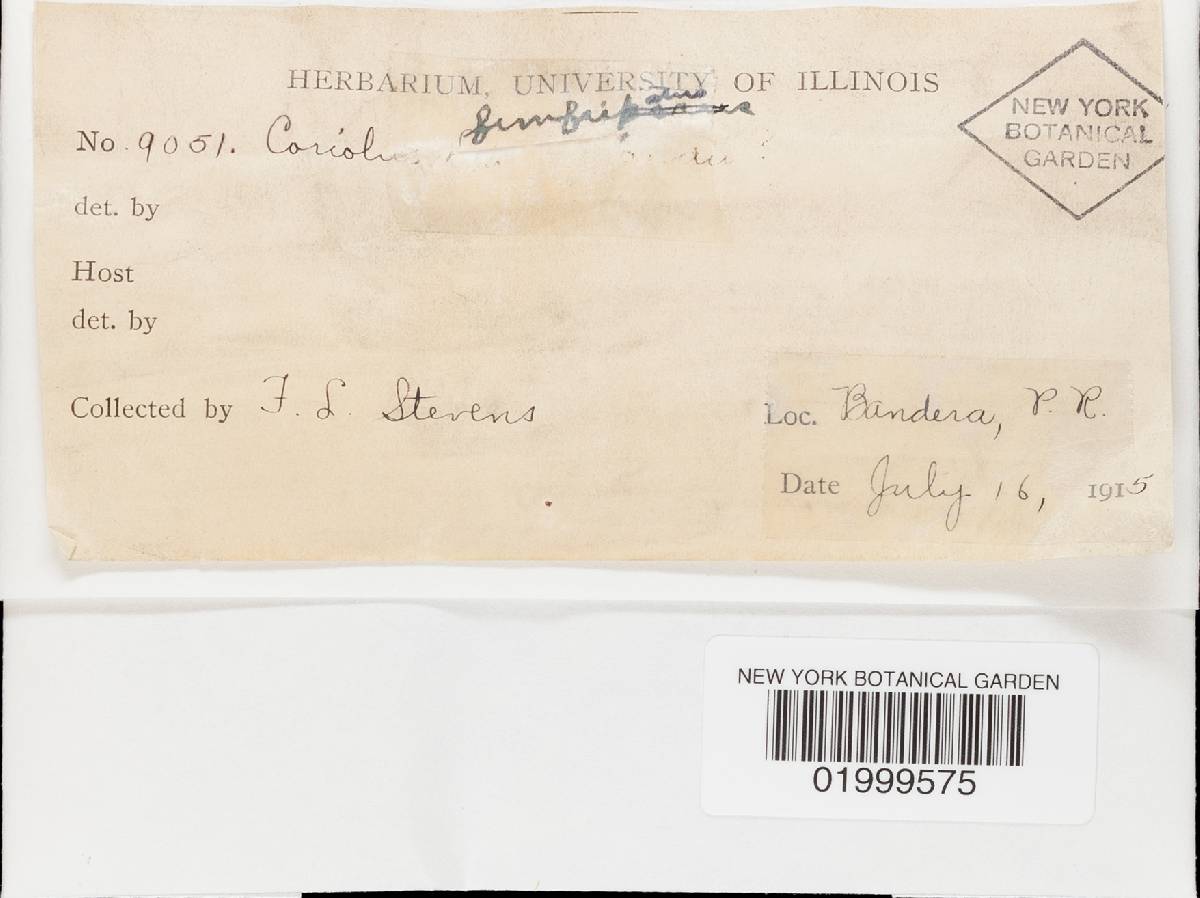 HERBARIUM, UNIVERSITY OF ILLINOIS
NEW YORK
BOTANICAL
GARDEN
No. 9051. Coriolus
det. by
Host
det. by
Collected by F. L. Stevens
Loc. Bandera, P. R.
Date July 16, 1915
NEW YORK BOTANICAL GARDEN
01999575